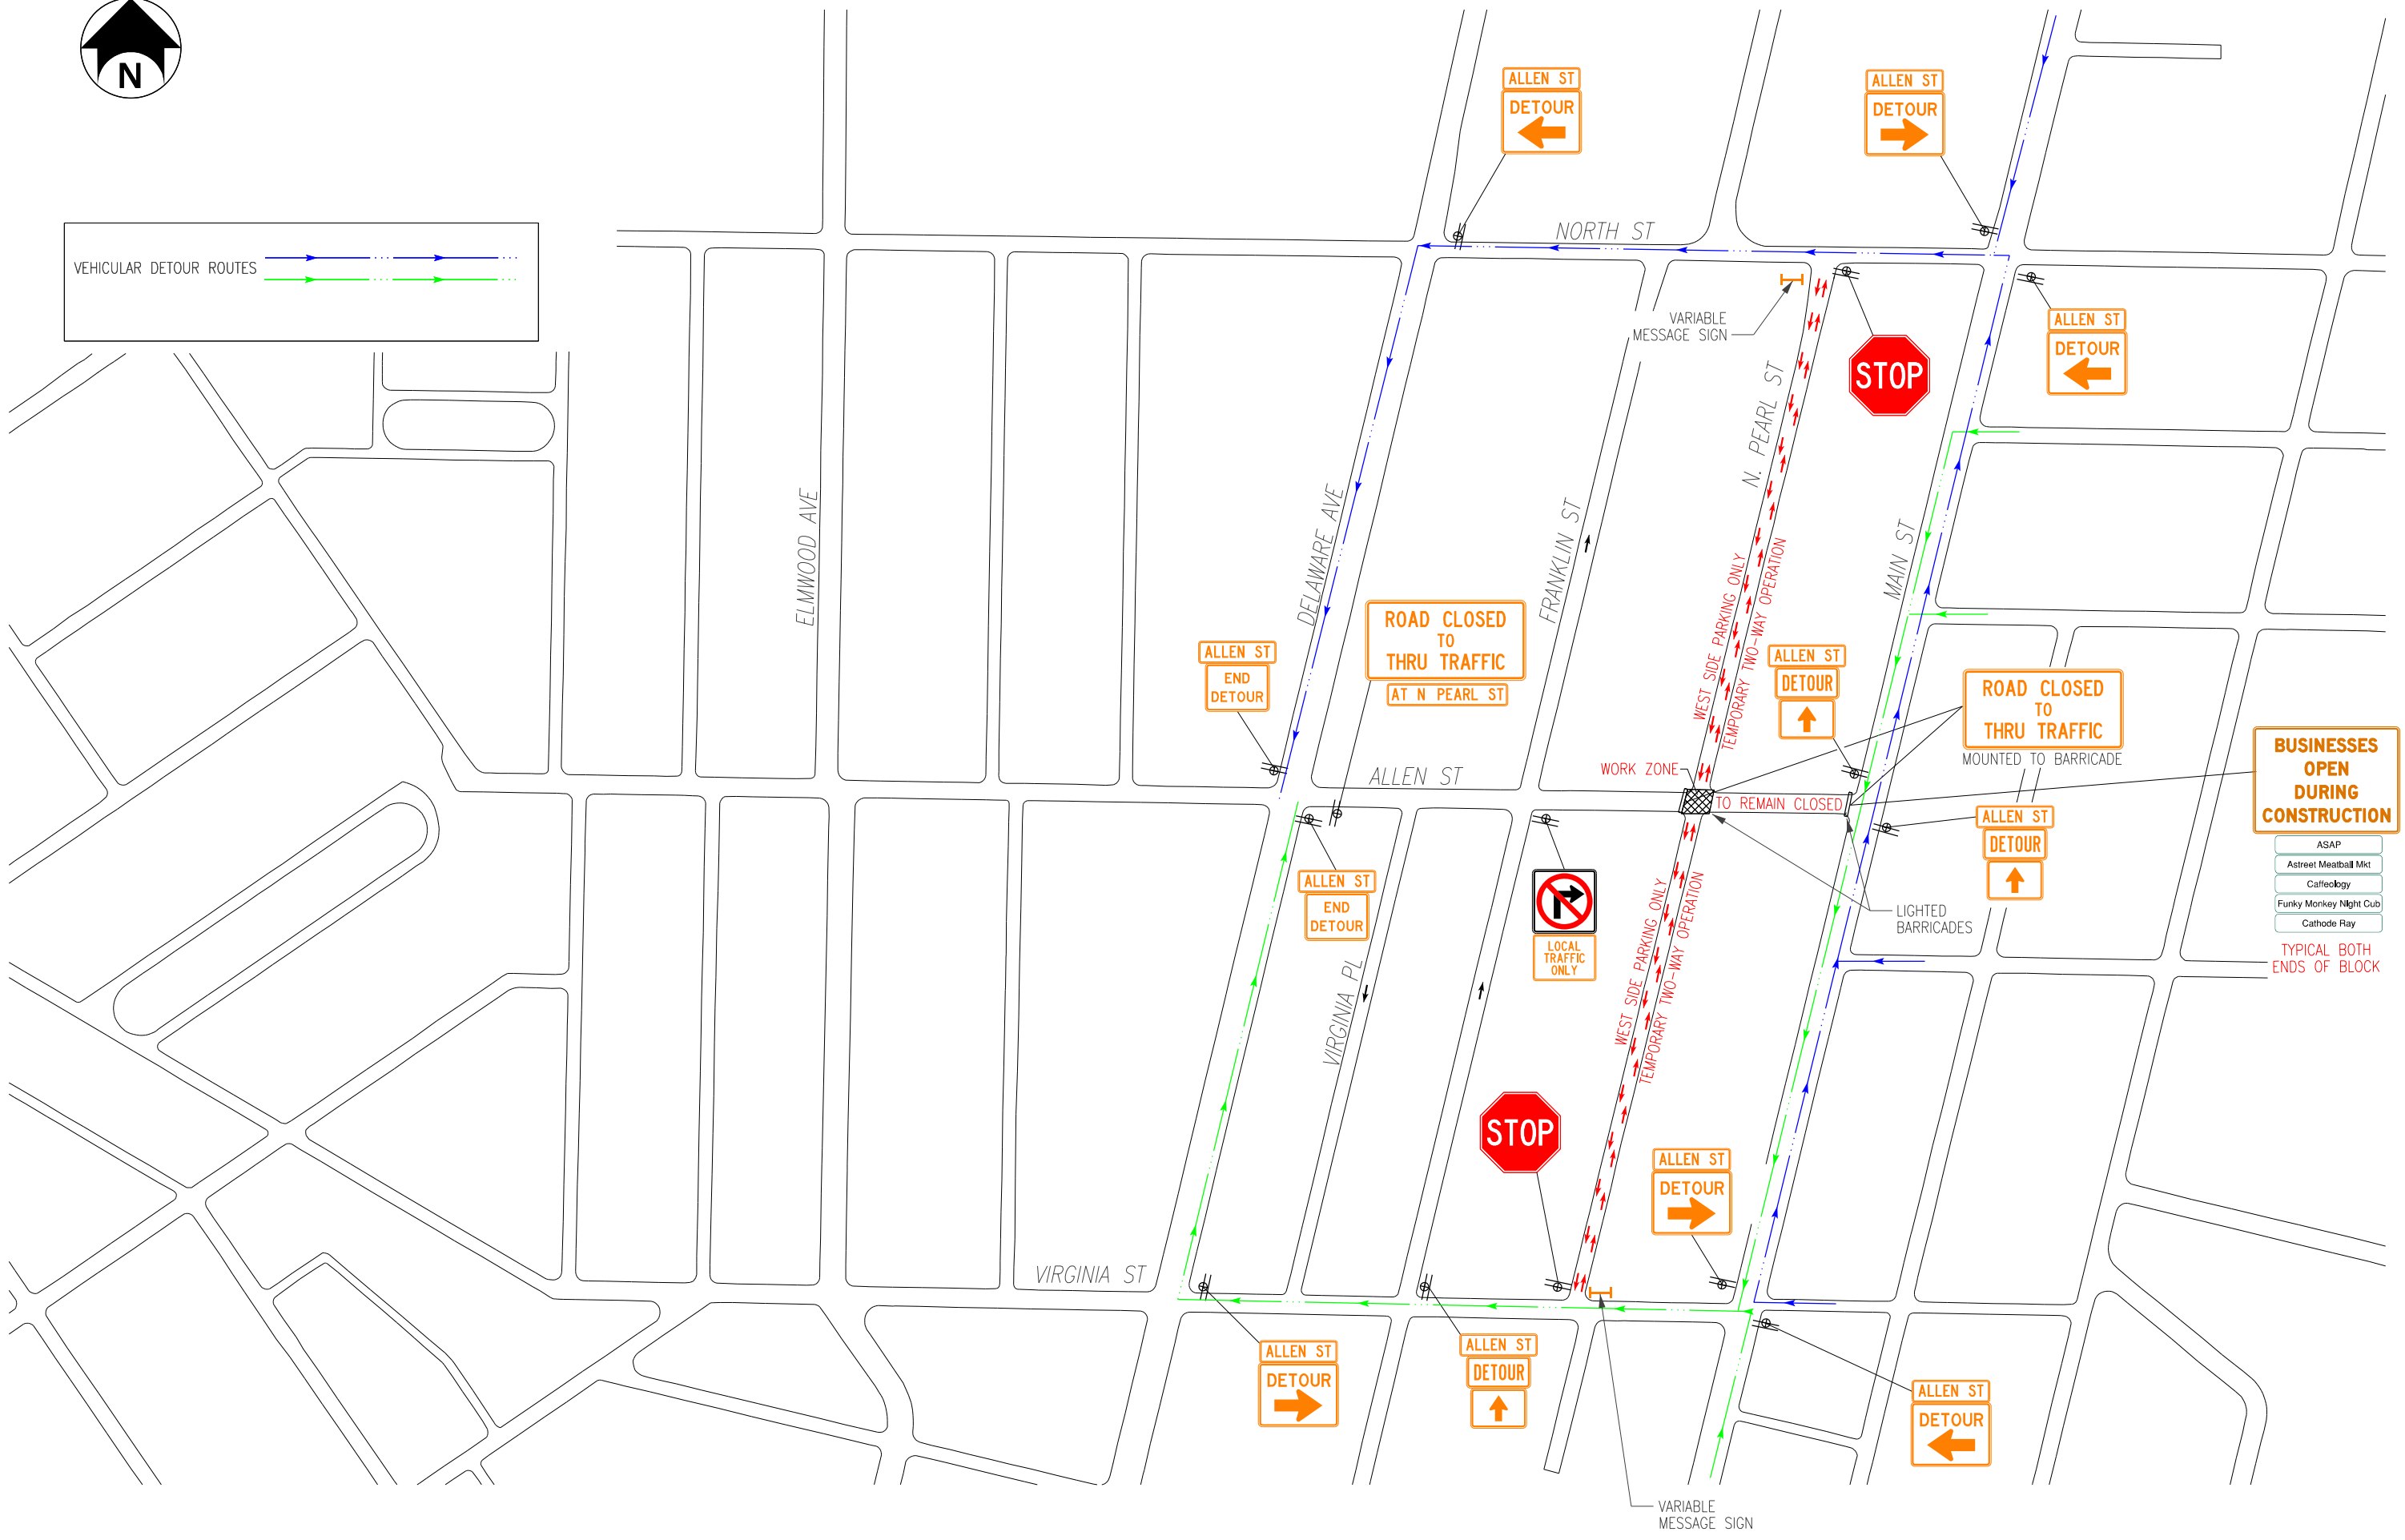 N
VEHICULAR DETOUR ROUTES
ALLEN ST
DETOUR
ALLEN ST
DETOUR
NORTH ST
VARIABLE
MESSAGE SIGN
STOP
ALLEN ST
DETOUR
N. PEARL ST
ELMWOOD AVE
DELAWARE AVE
FRANKLIN ST
MAIN ST
WEST SIDE PARKING ONLY
TEMPORARY TWO-WAY OPERATION
ROAD CLOSED
TO
THRU TRAFFIC
AT N PEARL ST
ALLEN ST
END
DETOUR
ALLEN ST
DETOUR
ROAD CLOSED
TO
THRU TRAFFIC
MOUNTED TO BARRICADE
BUSINESSES
OPEN
DURING
CONSTRUCTION
ASAP
Astreet Meatball Mkt
Caffeology
Funky Monkey Night Cub
Cathode Ray
TYPICAL BOTH
ENDS OF BLOCK
ALLEN ST
WORK ZONE
TO REMAIN CLOSED
ALLEN ST
DETOUR
ALLEN ST
END
DETOUR
LOCAL
TRAFFIC
ONLY
LIGHTED
BARRICADES
WEST SIDE PARKING ONLY
TEMPORARY TWO-WAY OPERATION
VIRGINIA PL
STOP
ALLEN ST
DETOUR
VIRGINIA ST
ALLEN ST
DETOUR
ALLEN ST
DETOUR
ALLEN ST
DETOUR
VARIABLE
MESSAGE SIGN